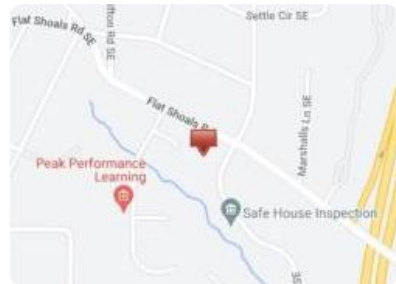 Settle Cir SE
Flat Shoals Rd SE
Flat Shoals R
Marshalls Ln SE
Peak Performance
Learning
Safe House Inspection